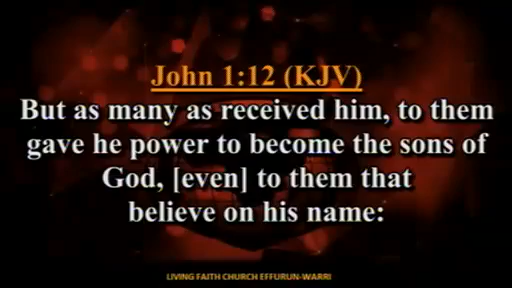 John 1:12 (KJV)
But as many as received him, to them
gave he power to become the sons of
God, [even] to them that
believe on his name:
LIVING FAITH CHURCH EFFURUN-WARRI